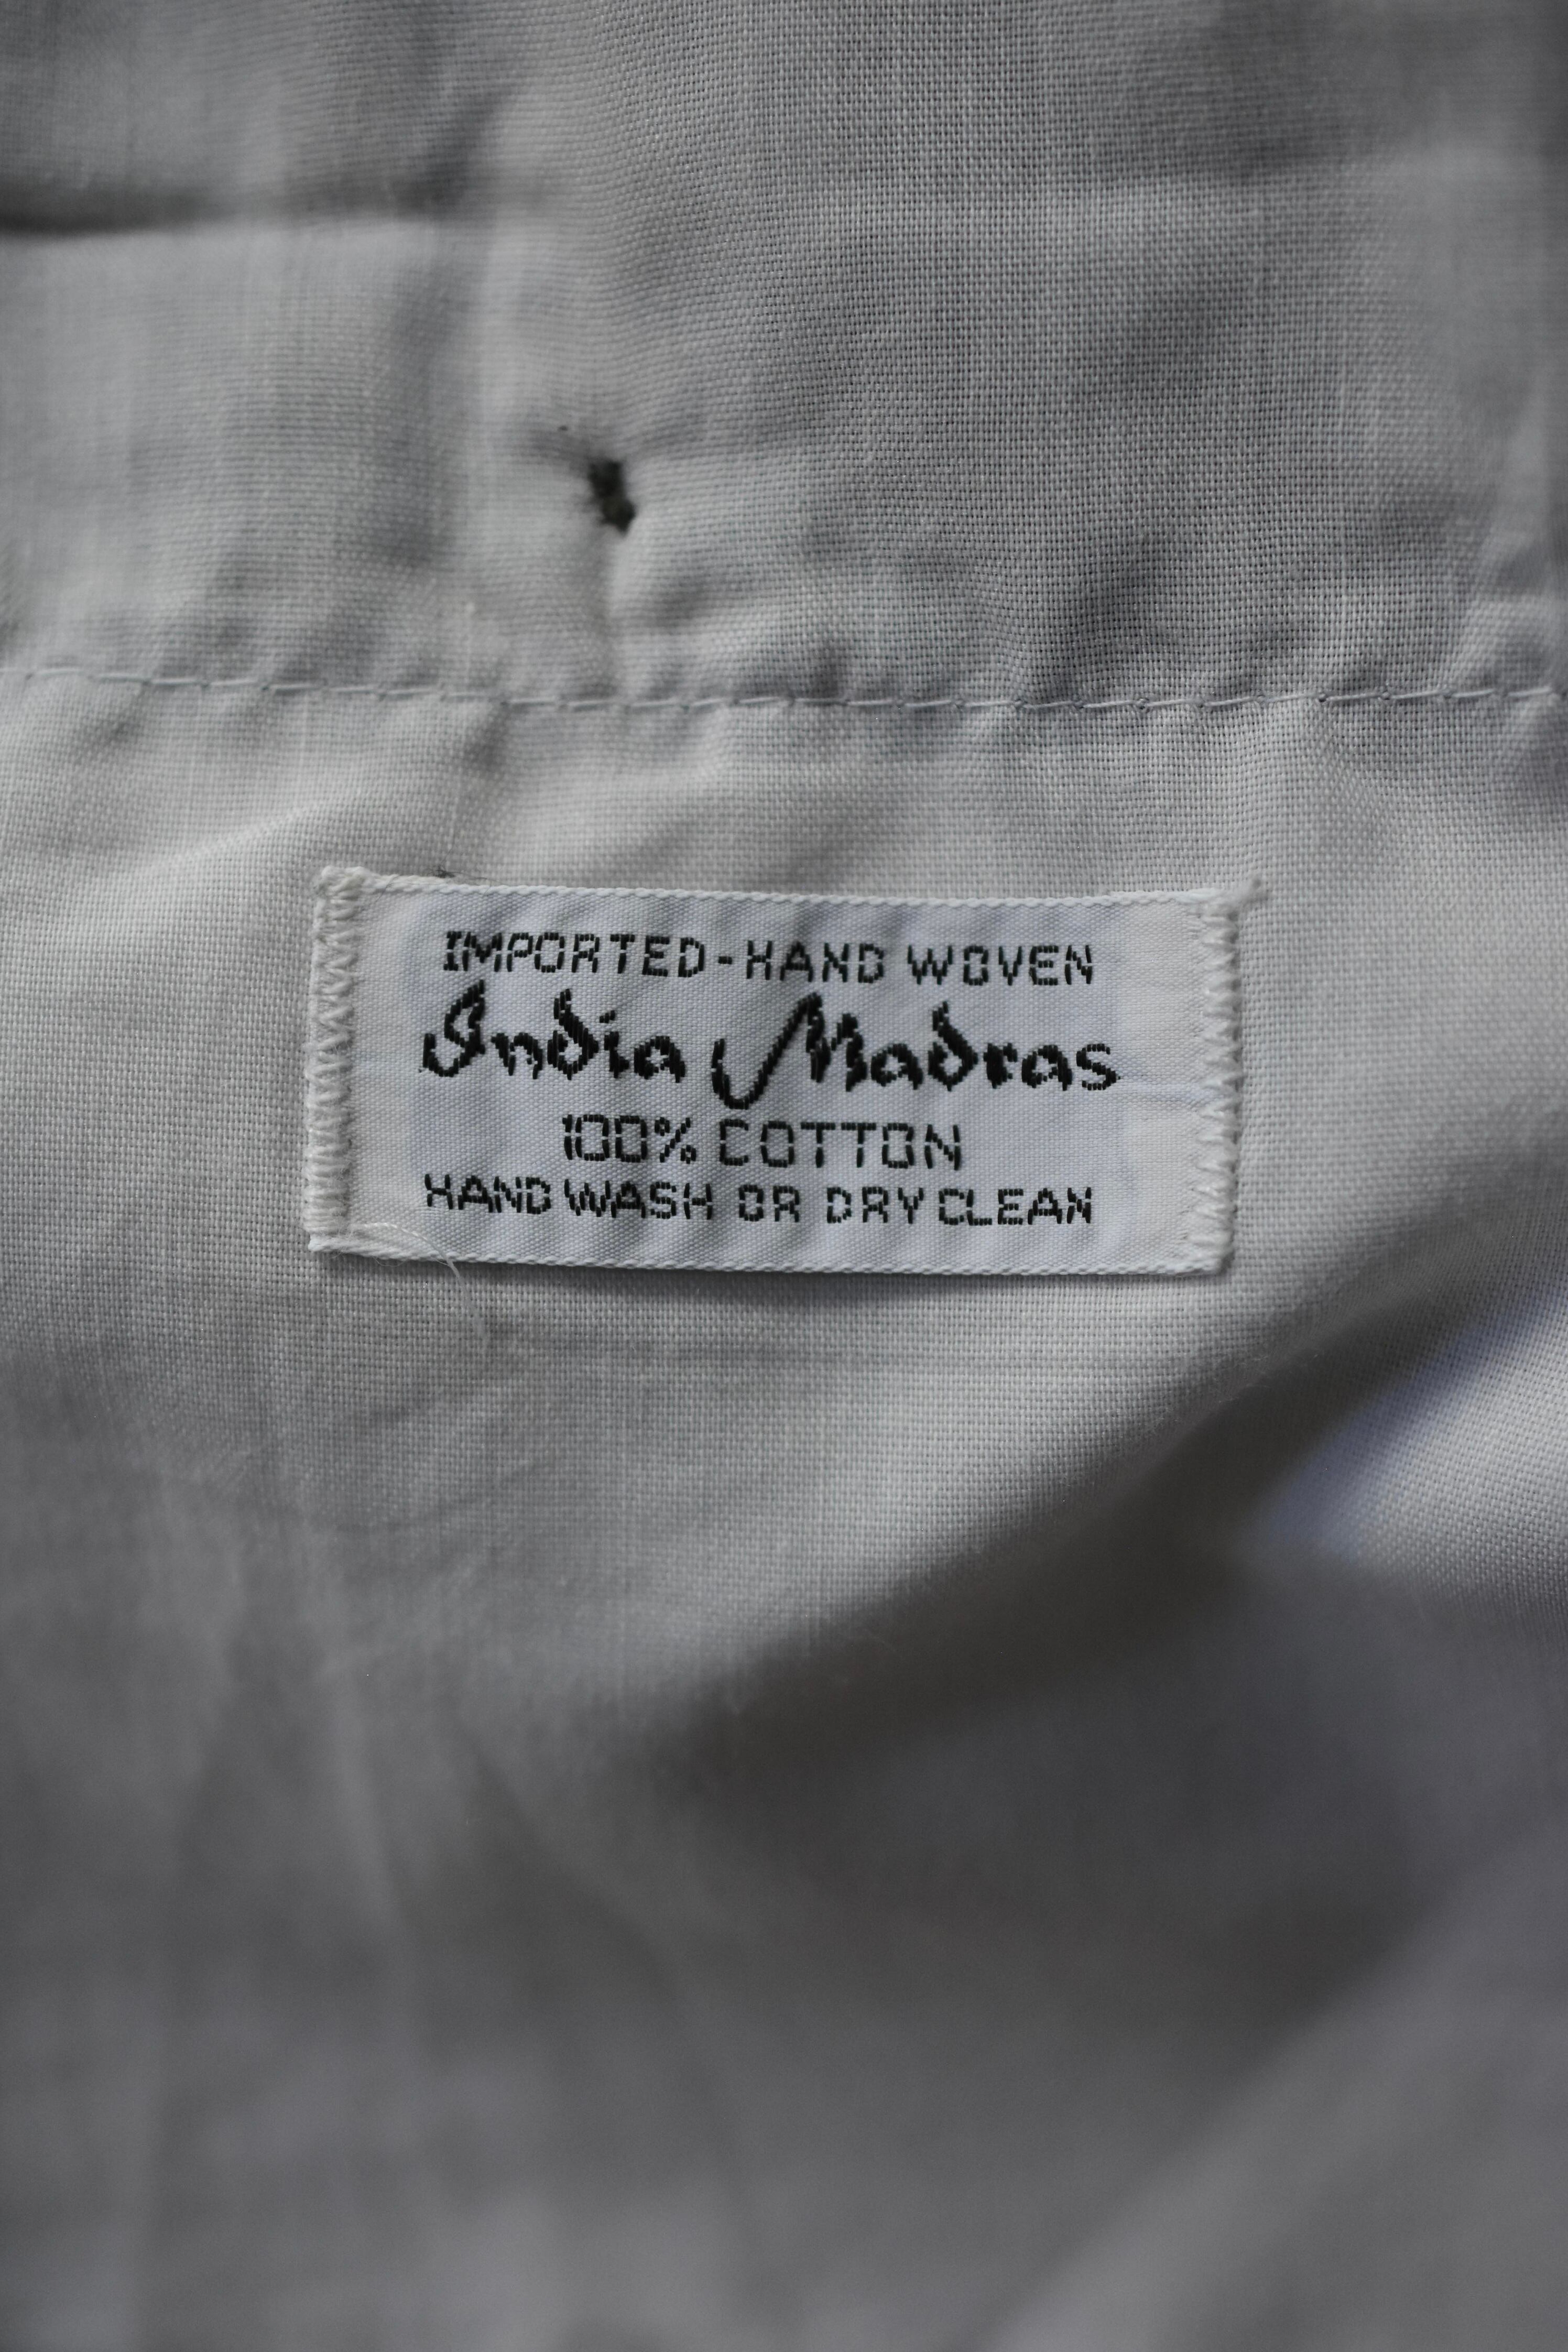 IMPORTED-HAND WOVEN
India Madras
100% COTTON
HAND WASH OR DRY CLEAN